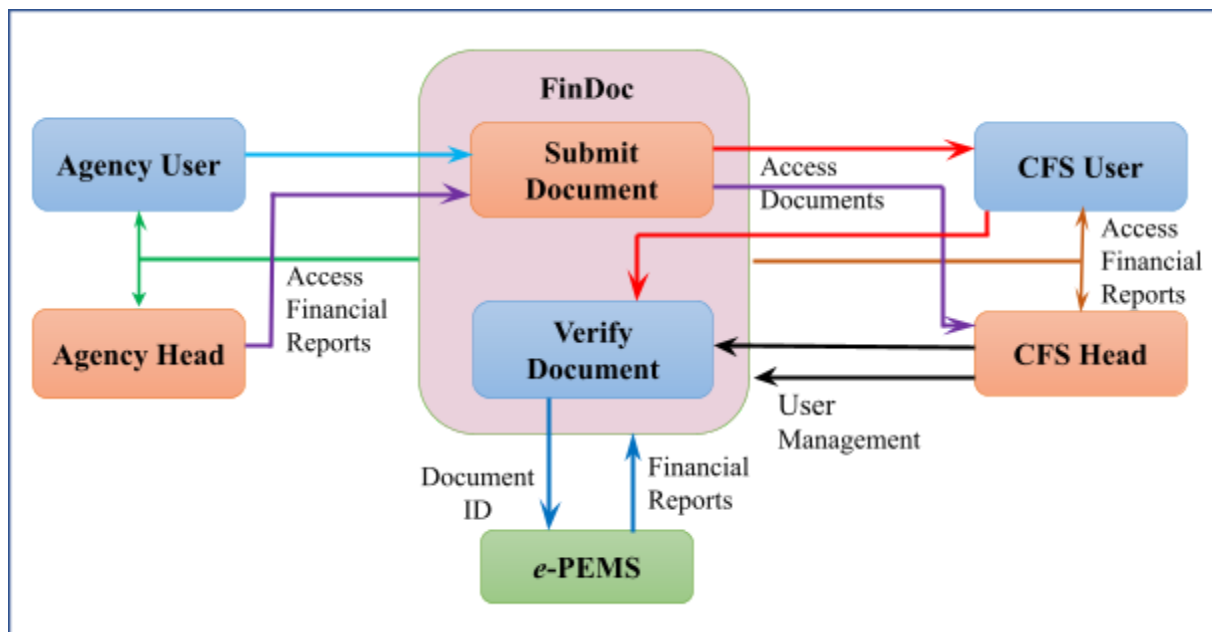 FinDoc
Agency User
Submit
Document
CFS User
Access
Documents
Access
Financial
Reports
Access
Financial
Reports
Agency Head
Verify
Document
CFS Head
User
Management
Document
ID
Financial
Reports
e-PEMS